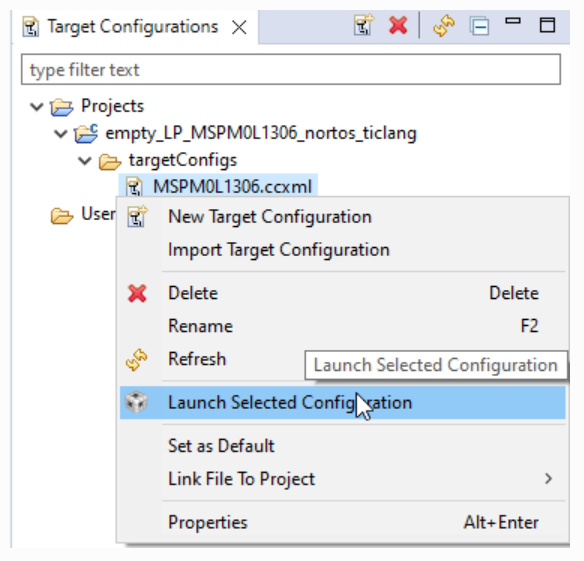 Target Configurations
type filter text
Projects
empty_LP_MSPM0L1306_nortos_ticlang
targetConfigs
MSPM0L1306.ccxml
User
New Target Configuration
Import Target Configuration
Delete Delete
Rename F2
Refresh
Launch Selected Configuration
Launch Selected Configuration
Set as Default
Link File To Project
Properties Alt+Enter